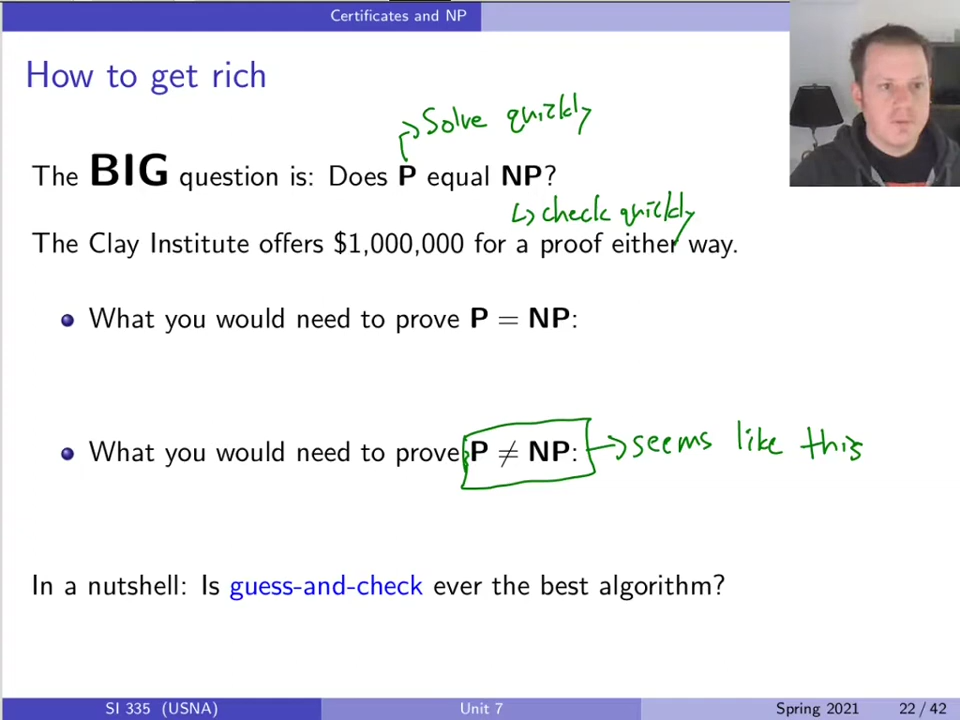 Certificates and NP
How to get rich
Solve quickly
The BIG question is: Does P equal NP?
check quickly
The Clay Institute offers $1,000,000 for a proof either way.
What you would need to prove P = NP:
What you would need to prove P ≠ NP: seems like this
In a nutshell: Is guess-and-check ever the best algorithm?
SI 335 (USNA) Unit 7 Spring 2021 22 / 42